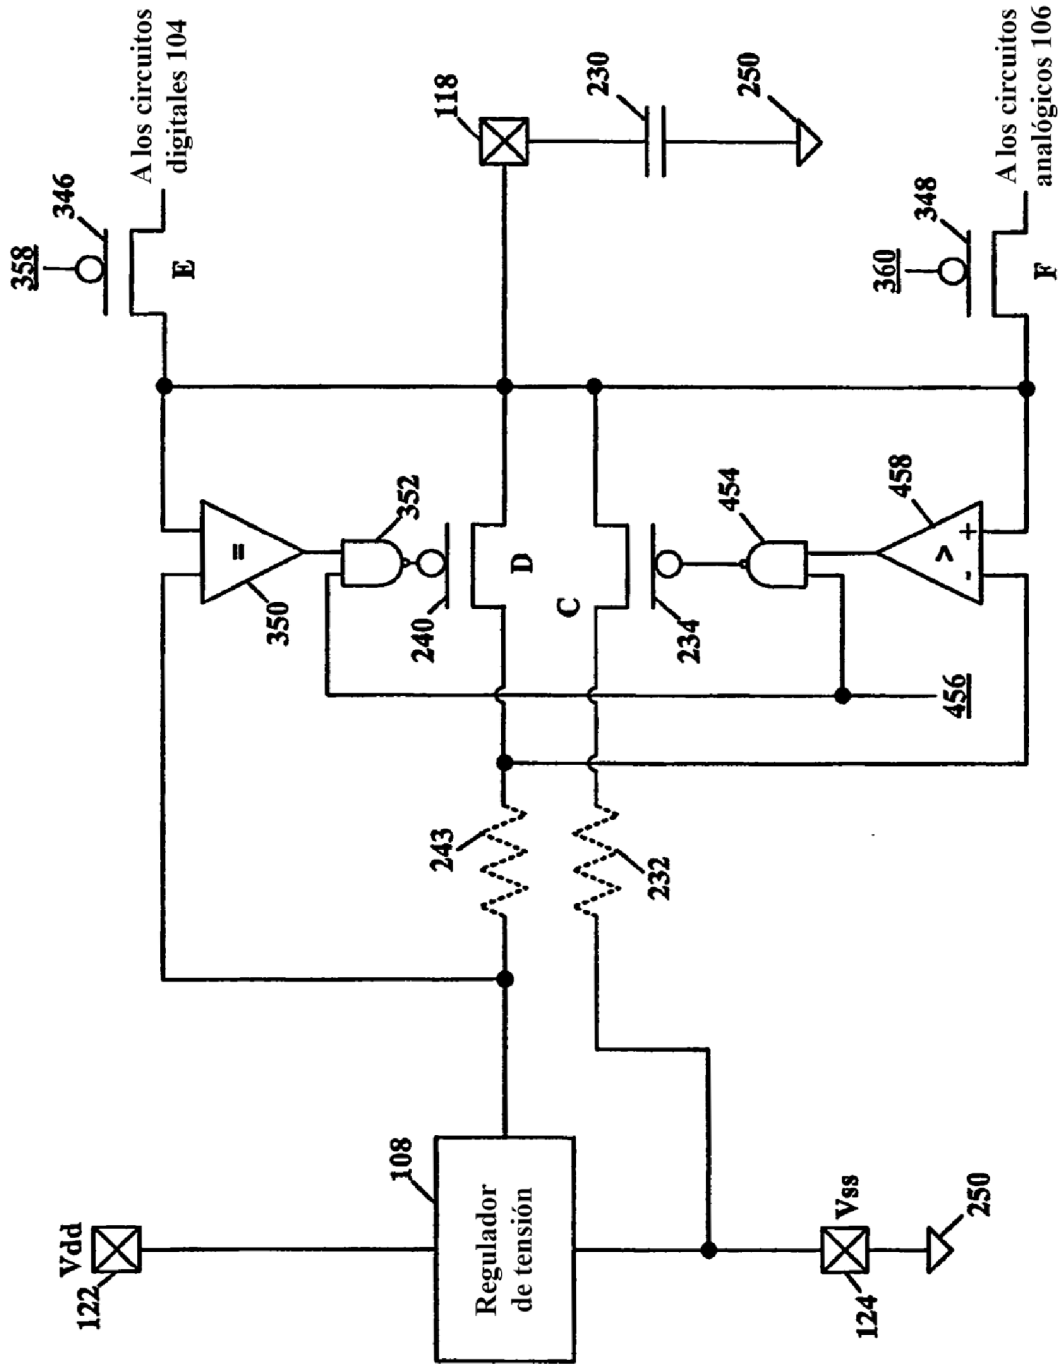 Vdd
122
108
Regulador
de tensión
Vss
124
250
243
232
350
=
352
240
D
C
234
454
458
>
-
+
456
358
346
E
A los circuitos
digitales 104
118
230
250
360
348
F
A los circuitos
analógicos 106